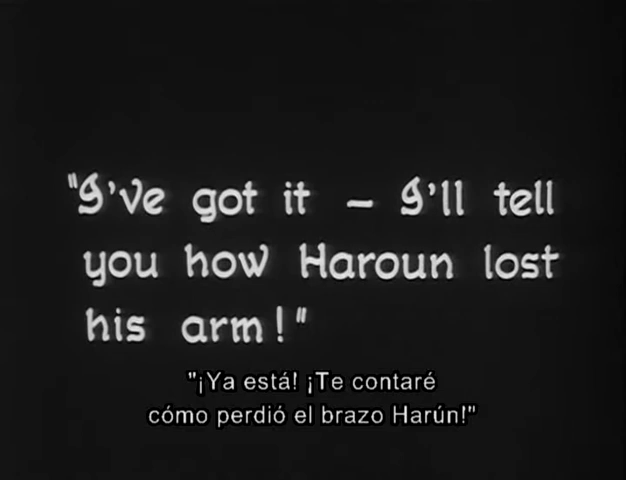 "I've got it – I'll tell
you how Haroun lost
his arm!"
"¡Ya está! ¡Te contaré
cómo perdió el brazo Harún!"